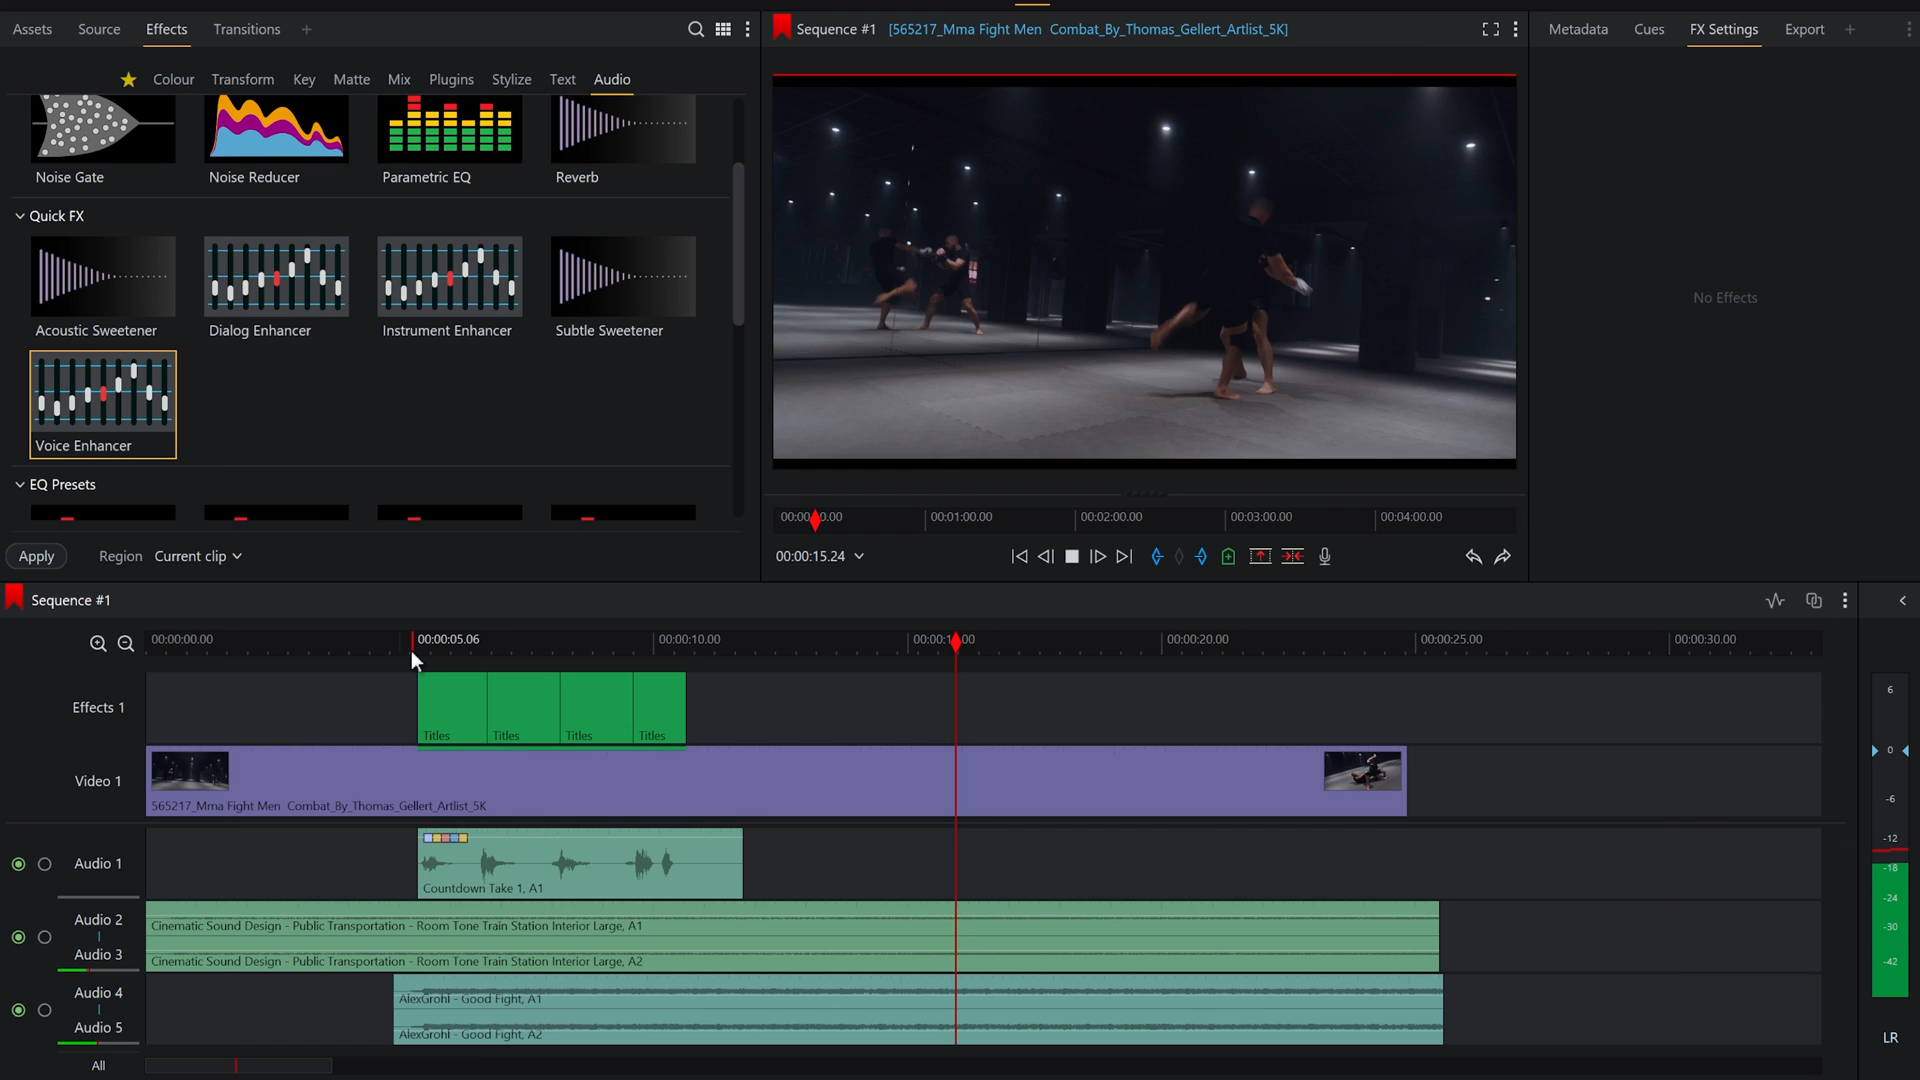 Assets Source Effects Transitions +
Sequence #1 [565217_Mma Fight Men Combat_By_Thomas_Gellert_Artlist_5K]
Metadata Cues FX Settings Export +
Colour Transform Key Matte Mix Plugins Stylize Text Audio
Noise Gate Noise Reducer Parametric EQ Reverb
Quick FX
Acoustic Sweetener Dialog Enhancer Instrument Enhancer Subtle Sweetener
Voice Enhancer
EQ Presets
Apply Region Current clip
No Effects
00:01:00.00 00:02:00.00 00:03:00.00 00:04:00.00
00:00:15.24
Sequence #1
00:00:00.00 00:00:05.06 00:00:10.00 00:00:20.00 00:00:25.00 00:00:30.00
Effects 1
Titles Titles Titles Titles
Video 1
565217_Mma Fight Men Combat_By_Thomas_Gellert_Artlist_5K
Audio 1
Countdown Take 1, A1
Audio 2
Cinematic Sound Design - Public Transportation - Room Tone Train Station Interior Large, A1
Audio 3
Cinematic Sound Design - Public Transportation - Room Tone Train Station Interior Large, A2
Audio 4
AlexGrohl - Good Fight, A1
Audio 5
AlexGrohl - Good Fight, A2
All
6
0
-6
-12
-18
-24
-30
-42
LR